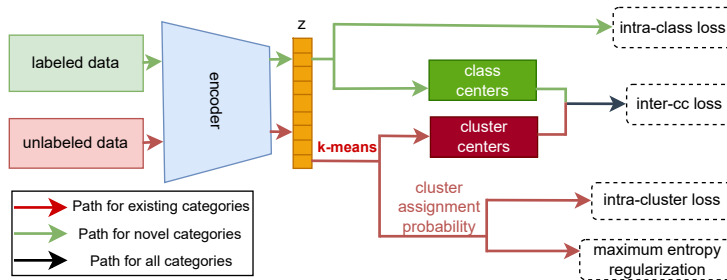 z
intra-class loss
labeled data
class
centers
encoder
inter-cc loss
unlabeled data
k-means
cluster
centers
cluster
assignment
probability
intra-cluster loss
maximum entropy
regularization
Path for existing categories
Path for novel categories
Path for all categories